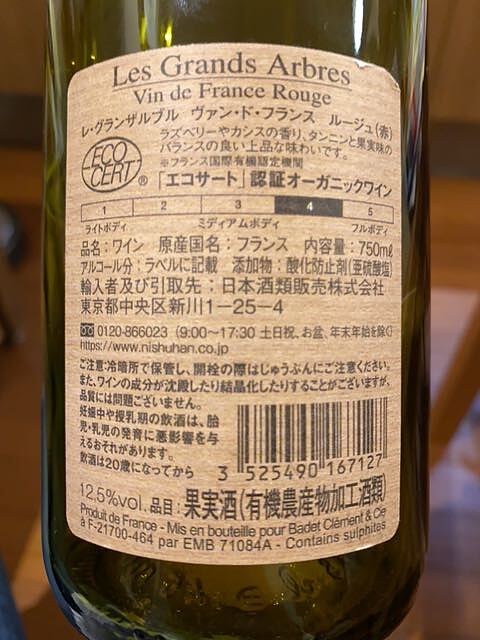 Les Grands Arbres
Vin de France Rouge
レ・グランザルブル ヴァン・ド・フランス ルージュ(赤)
ラズベリーやカシスの香り、タンニンと果実味の
バランスの良い上品な味わいです。
※フランス国際有機認定機関
ECO
CERT®
「エコサート」認証オーガニックワイン
1 2 3 4 5
ライトボディ ミディアムボディ フルボディ
品名：ワイン 原産国名：フランス 内容量：750mℓ
アルコール分：ラベルに記載 添加物：酸化防止剤(亜硫酸塩)
輸入者及び引取先：日本酒類販売株式会社
東京都中央区新川1-25-4
0120-866023 (9:00〜17:30 土日祝、お盆、年末年始を除く)
https://www.nishuhan.co.jp
ご注意：冷暗所で保管し、開栓の際はじゅうぶんにご注意ください。
また、ワインの成分が沈殿したり結晶化したりすることがございますが、
品質には問題ございません。
妊娠中や授乳期の飲酒は、胎
児・乳児の発育に悪影響を与
えるおそれがあります。
飲酒は20歳になってから
3 525490 167127
12.5%vol. 品目：果実酒(有機農産物加工酒類)
Produit de France - Mis en bouteille pour Badet Clément & Cie
à F-21700-464 par EMB 71084A - Contains sulphites